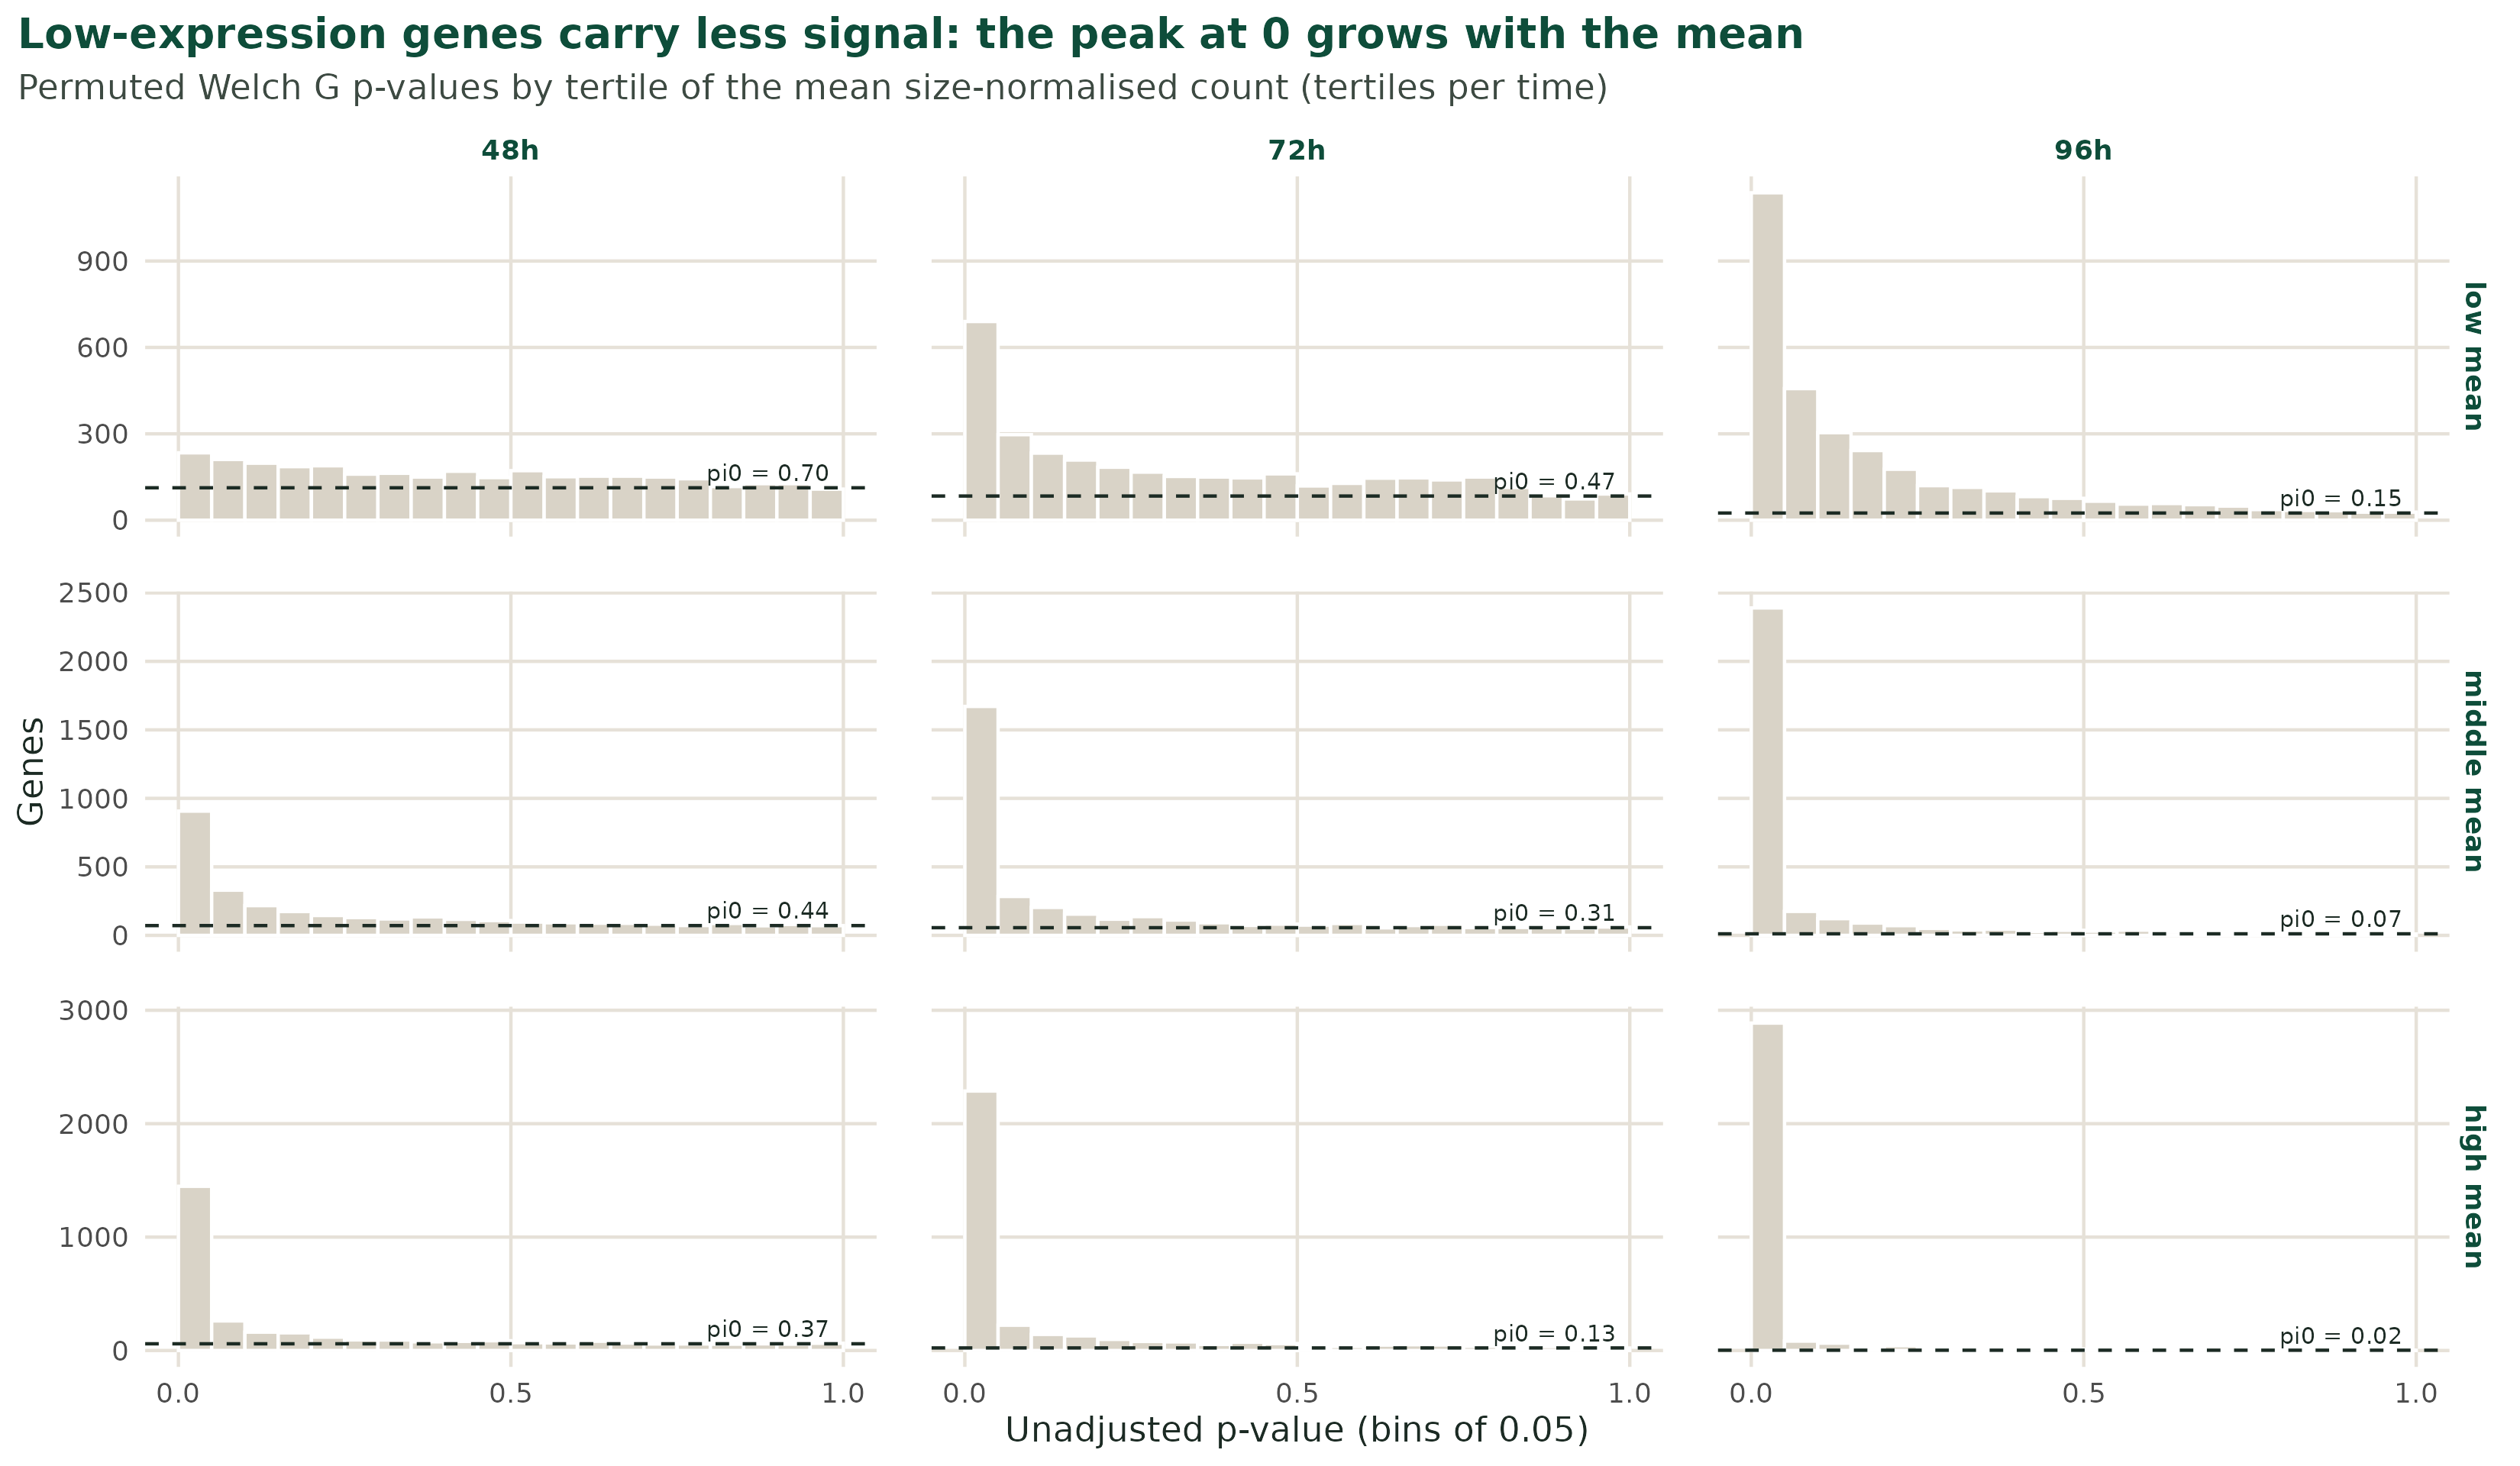 Low-expression genes carry less signal: the peak at 0 grows with the mean
Permuted Welch G p-values by tertile of the mean size-normalised count (tertiles per time)
48h
72h
96h
900
600
300
0
pi0 = 0.70
pi0 = 0.47
pi0 = 0.15
low mean
2500
2000
1500
1000
500
0
pi0 = 0.44
pi0 = 0.31
pi0 = 0.07
middle mean
Genes
3000
2000
1000
0
pi0 = 0.37
pi0 = 0.13
pi0 = 0.02
high mean
0.0 0.5 1.0
0.0 0.5 1.0
0.0 0.5 1.0
Unadjusted p-value (bins of 0.05)